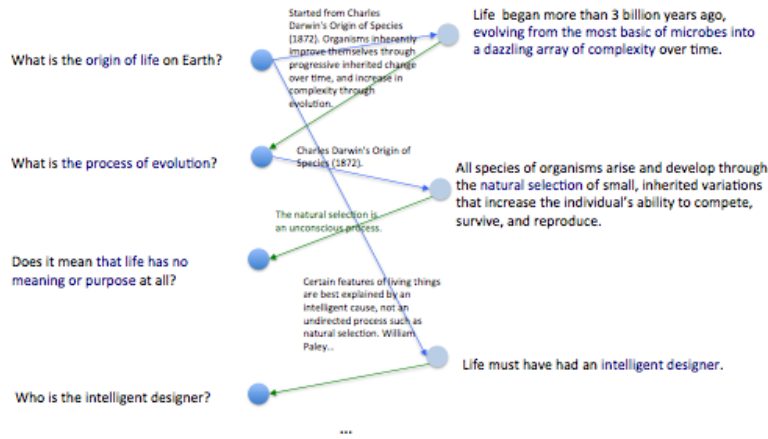 Started from Charles
Darwin's Origin of Species
(1872). Organisms inherently
improve themselves through
progressive inherited change
over time, and increase in
complexity through
evolution.
Life began more than 3 billion years ago,
evolving from the most basic of microbes into
a dazzling array of complexity over time.
What is the origin of life on Earth?
Charles Darwin's Origin of
Species (1872).
What is the process of evolution?
All species of organisms arise and develop through
the natural selection of small, inherited variations
that increase the individual's ability to compete,
survive, and reproduce.
The natural selection is
an unconscious process.
Does it mean that life has no
meaning or purpose at all?
Certain features of living things
are best explained by an
intelligent cause, not an
undirected process such as
natural selection. William
Paley...
Life must have had an intelligent designer.
Who is the intelligent designer?
...